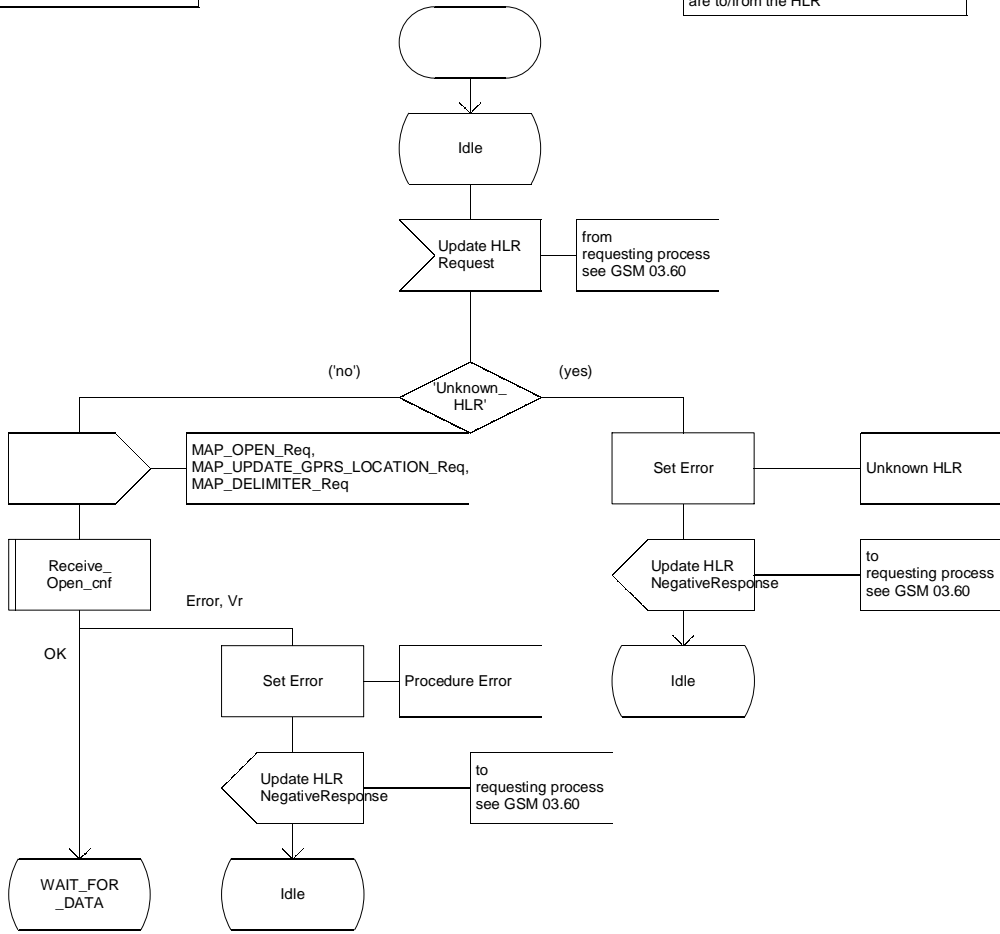 are to/from the HLR
Idle
Update HLR
Request
from
requesting process
see GSM 03.60
('no')
'Unknown_
HLR'
(yes)
MAP_OPEN_Req,
MAP_UPDATE_GPRS_LOCATION_Req,
MAP_DELIMITER_Req
Set Error
Unknown HLR
Receive_
Open_cnf
Update HLR
NegativeResponse
to
requesting process
see GSM 03.60
Error, Vr
OK
Set Error
Procedure Error
Idle
Update HLR
NegativeResponse
to
requesting process
see GSM 03.60
WAIT_FOR
_DATA
Idle